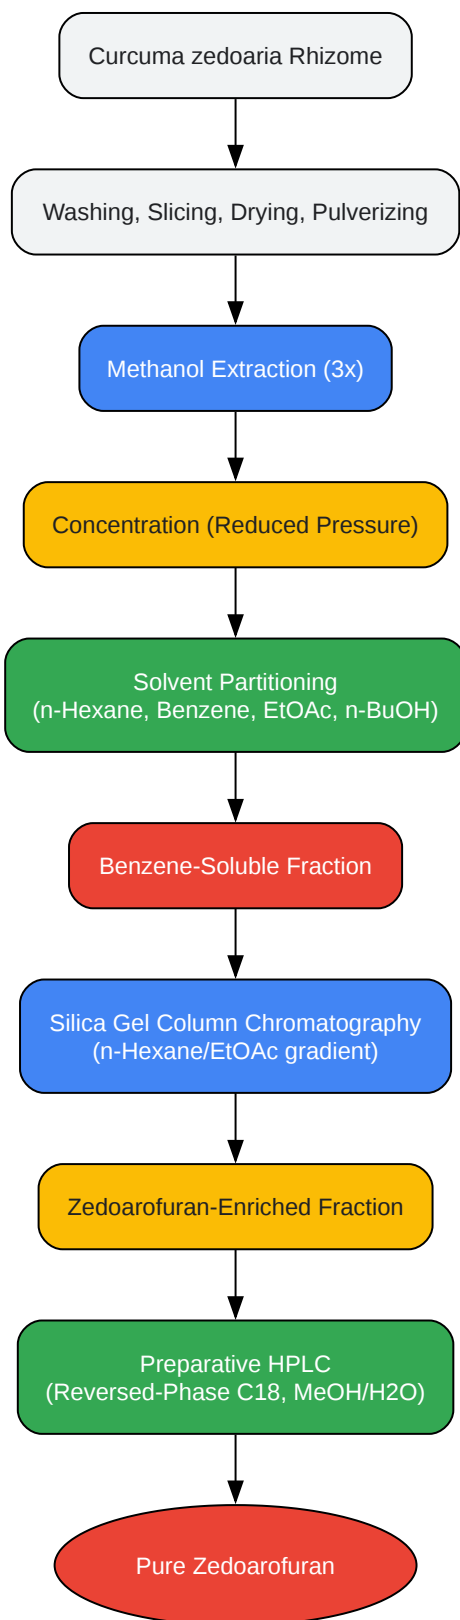 Curcuma zedoaria Rhizome
Washing, Slicing, Drying, Pulverizing
Methanol Extraction (3x)
Concentration (Reduced Pressure)
Solvent Partitioning
(n-Hexane, Benzene, EtOAc, n-BuOH)
Benzene-Soluble Fraction
Silica Gel Column Chromatography
(n-Hexane/EtOAc gradient)
Zedoarofuran-Enriched Fraction
Preparative HPLC
(Reversed-Phase C18, MeOH/H2O)
Pure Zedoarofuran